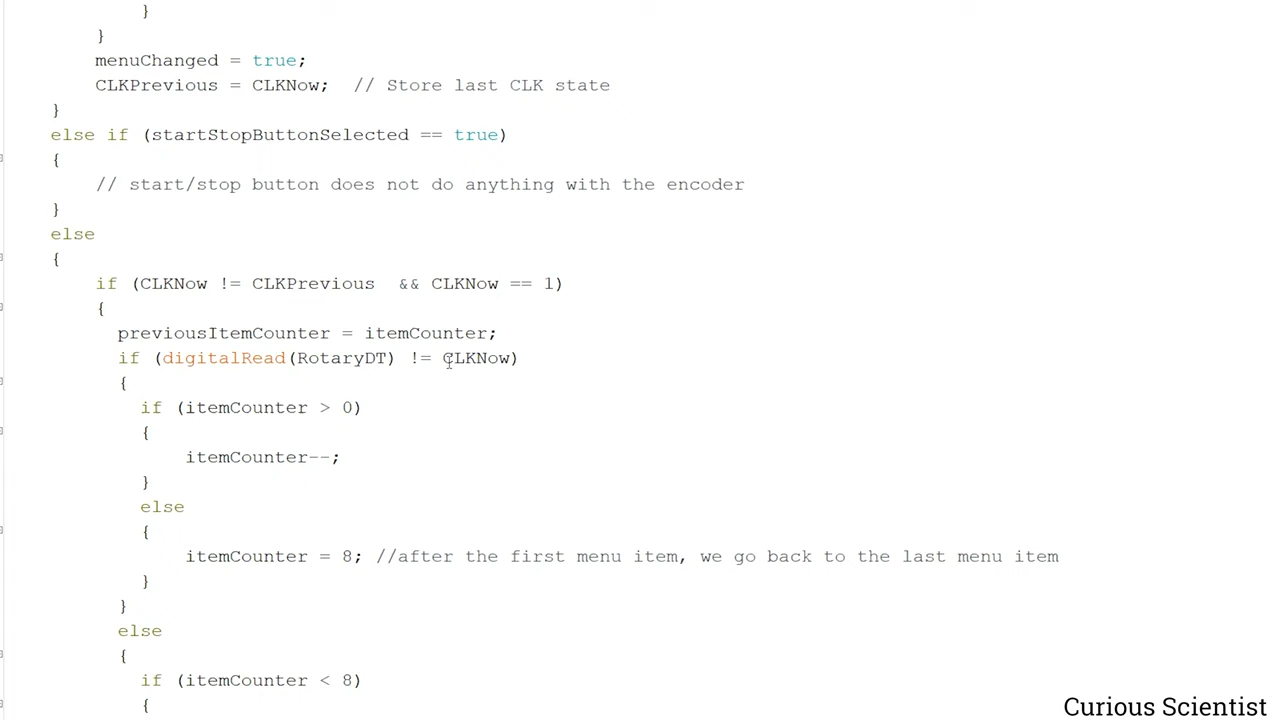 }
}
menuChanged = true;
CLKPrevious = CLKNow;  // Store last CLK state
}
else if (startStopButtonSelected == true)
{
// start/stop button does not do anything with the encoder
}
else
{
if (CLKNow != CLKPrevious  && CLKNow == 1)
{
previousItemCounter = itemCounter;
if (digitalRead(RotaryDT) != CLKNow)
{
if (itemCounter > 0)
{
itemCounter--;
}
else
{
itemCounter = 8; //after the first menu item, we go back to the last menu item
}
}
else
{
if (itemCounter < 8)
{
Curious Scientist